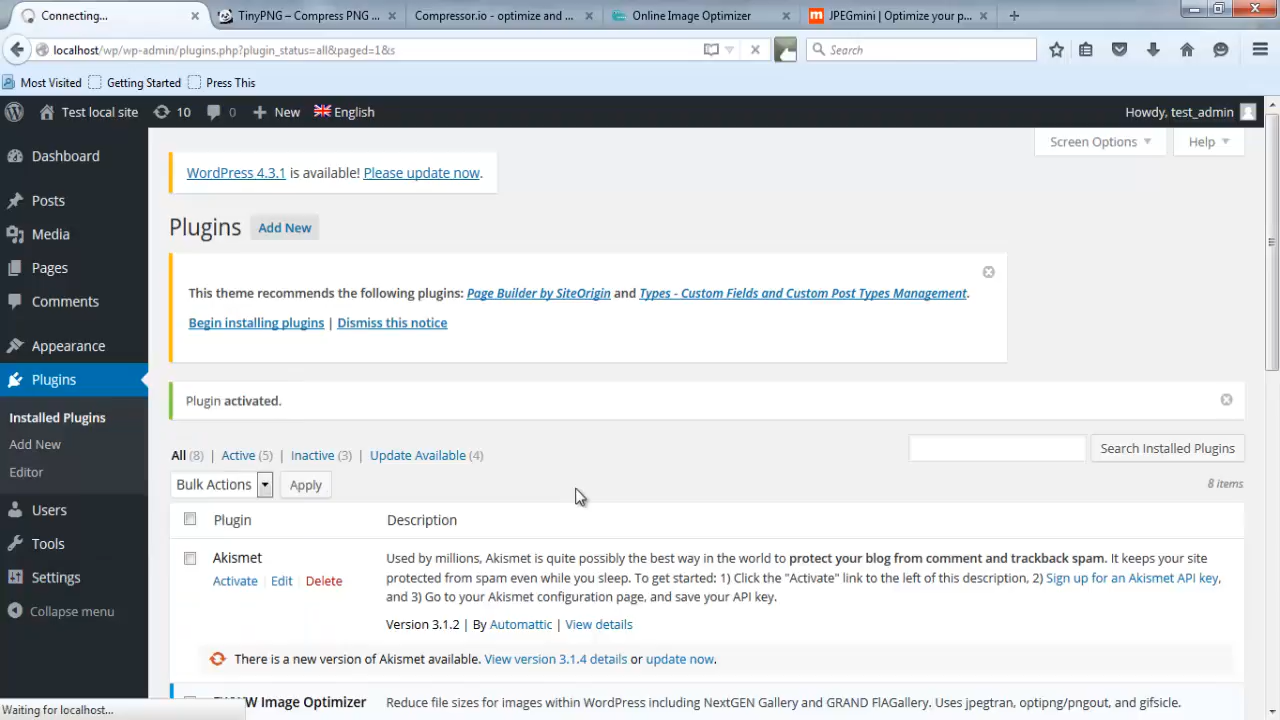 Connecting...
TinyPNG – Compress PNG ...
Compressor.io - optimize and ...
Online Image Optimizer
JPEGmini | Optimize your p...
localhost/wp/wp-admin/plugins.php?plugin_status=all&paged=1&s
Search
Most Visited
Getting Started
Press This
Test local site
10
0
New
English
Howdy, test_admin
Dashboard
Posts
Media
Pages
Comments
Appearance
Plugins
Installed Plugins
Add New
Editor
Users
Tools
Settings
Collapse menu
Screen Options
Help
WordPress 4.3.1 is available! Please update now.
Plugins
Add New
This theme recommends the following plugins: Page Builder by SiteOrigin and Types - Custom Fields and Custom Post Types Management.
Begin installing plugins | Dismiss this notice
Plugin activated.
All (8) | Active (5) | Inactive (3) | Update Available (4)
Search Installed Plugins
Bulk Actions
Apply
8 items
Plugin
Description
Akismet
Activate | Edit | Delete
Used by millions, Akismet is quite possibly the best way in the world to protect your blog from comment and trackback spam. It keeps your site
protected from spam even while you sleep. To get started: 1) Click the "Activate" link to the left of this description, 2) Sign up for an Akismet API key,
and 3) Go to your Akismet configuration page, and save your API key.
Version 3.1.2 | By Automattic | View details
There is a new version of Akismet available. View version 3.1.4 details or update now.
Image Optimizer
Reduce file sizes for images within WordPress including NextGEN Gallery and GRAND FlAGallery. Uses jpegtran, optipng/pngout, and gifsicle.
Waiting for localhost...